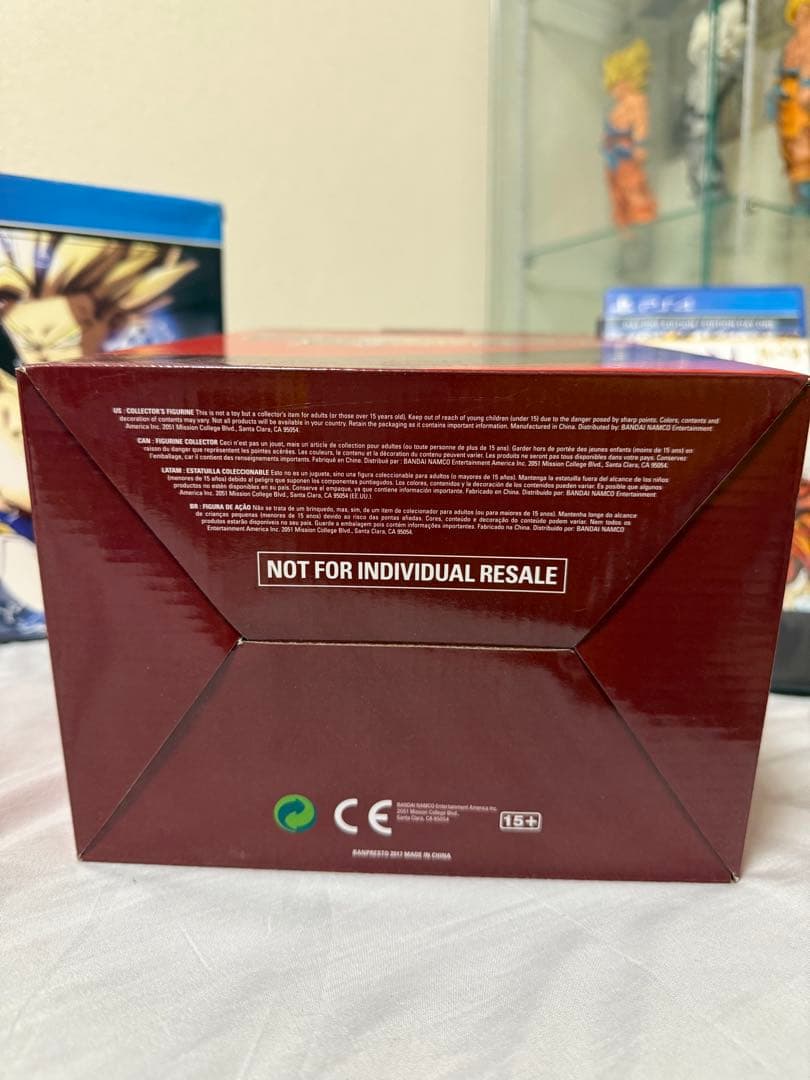 PS4
US : COLLECTOR'S FIGURINE This is not a toy but a collector's item for adults (or those over 15 years old). Keep out of reach of young children (under 15) due to the danger posed by sharp points. Colors, contents and
decoration of contents may vary. Not all products will be available in your country. Retain the packaging as it contains important information. Manufactured in China. Distributed by: BANDAI NAMCO Entertainment
America Inc. 2051 Mission College Blvd., Santa Clara, CA 95054.
CAN : FIGURINE COLLECTOR Ceci n'est pas un jouet, mais un article de collection pour adultes (ou toute personne de plus de 15 ans). Garder hors de portée des jeunes enfants (moins de 15 ans) en
raison du danger que représentent les pointes acérées. Les couleurs, le contenu et la décoration du contenu peuvent varier. Les produits ne seront pas tous disponibles dans votre pays. Conservez
l'emballage, car il contient des renseignements importants. Fabriqué en Chine. Distribué par : BANDAI NAMCO Entertainment America Inc. 2051 Mission College Blvd., Santa Clara, CA 95054.
LATAM : ESTATUILLA COLECCIONABLE Esto no es un juguete, sino una figura coleccionable para adultos (o mayores de 15 años). Mantenga la estatuilla fuera del alcance de los niños
(menores de 15 años) debido al peligro que suponen los componentes puntiagudos. Los colores, contenidos y la decoración de los contenidos pueden variar. Es posible que algunos
productos no estén disponibles en su país. Conserve el empaque, ya que contiene información importante. Fabricado en China. Distribuido por: BANDAI NAMCO Entertainment
America Inc. 2051 Mission College Blvd., Santa Clara, CA 95054 (EE.UU.).
BR : FIGURA DE AÇÃO Não se trata de um brinquedo, mas, sim, de um item de colecionador para adultos (ou para maiores de 15 anos). Mantenha longe do alcance
de crianças pequenas (menores de 15 anos) devido ao risco das pontas afiadas. Cores, conteúdo e decoração do conteúdo podem variar. Nem todos os
produtos estarão disponíveis no seu país. Guarde a embalagem pois contém informações importantes. Fabricado na China. Distribuído por: BANDAI NAMCO
Entertainment America Inc. 2051 Mission College Blvd., Santa Clara, CA 95054.
NOT FOR INDIVIDUAL RESALE
CE
BANDAI NAMCO Entertainment America Inc.
2051 Mission College Blvd.,
Santa Clara, CA 95054
15+
BANPRESTO 2017 MADE IN CHINA